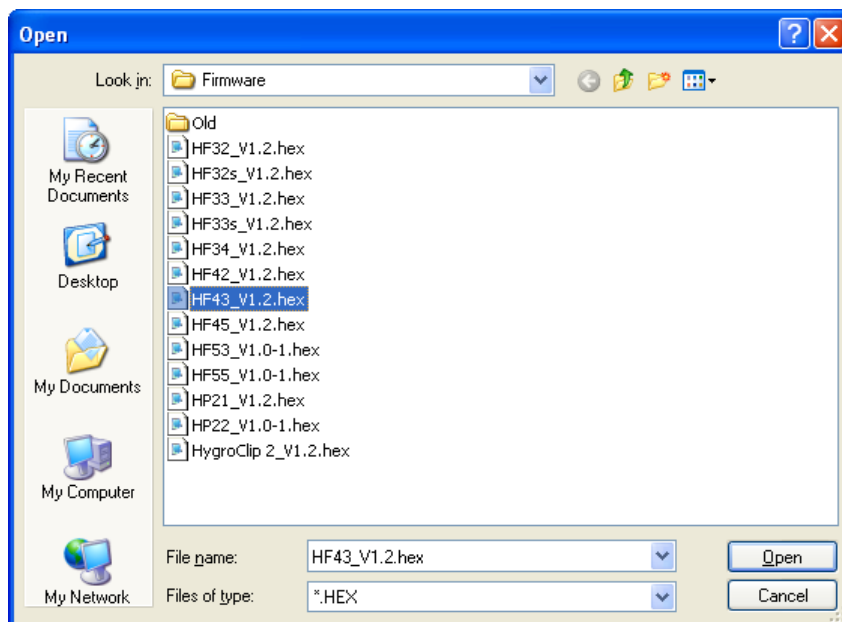 Open
Look in:
Firmware
My Recent
Documents
Desktop
My Documents
My Computer
My Network
Old
HF32_V1.2.hex
HF32s_V1.2.hex
HF33_V1.2.hex
HF33s_V1.2.hex
HF34_V1.2.hex
HF42_V1.2.hex
HF43_V1.2.hex
HF45_V1.2.hex
HF53_V1.0-1.hex
HF55_V1.0-1.hex
HP21_V1.2.hex
HP22_V1.0-1.hex
HygroClip 2_V1.2.hex
File name:
HF43_V1.2.hex
Open
Files of type:
*.HEX
Cancel